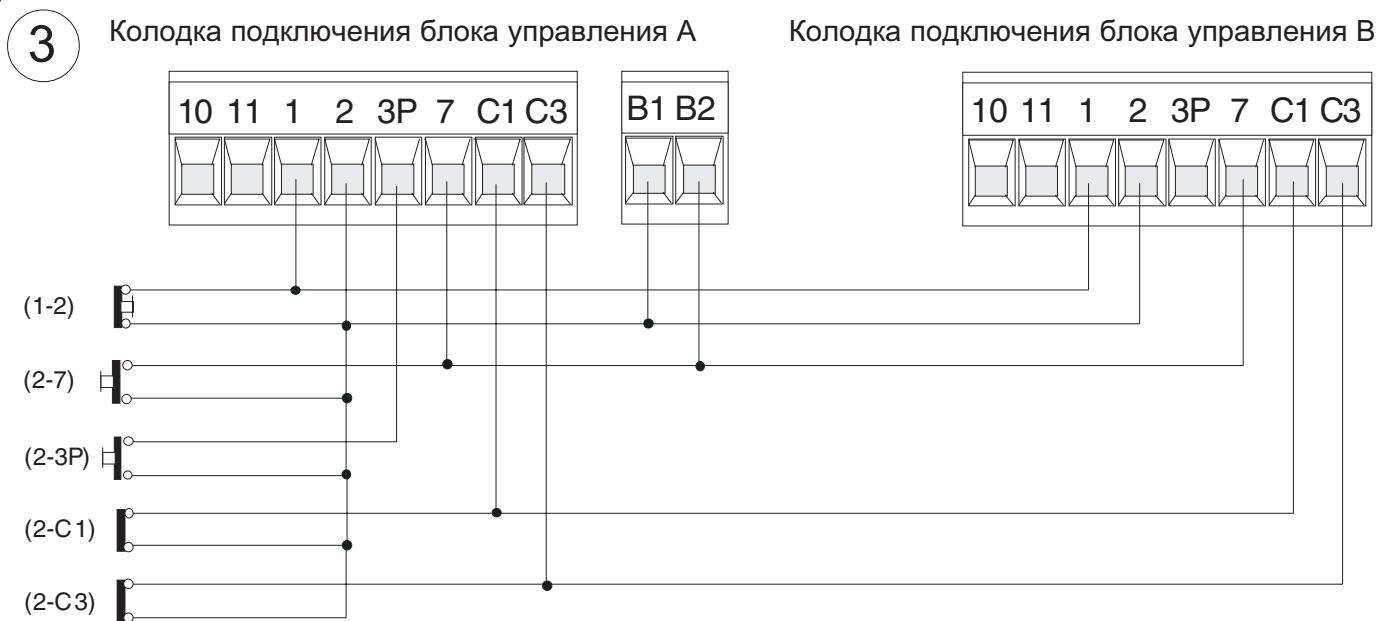 3
Колодка подключения блока управления А
Колодка подключения блока управления В
10 11 1 2 3P 7 C1 C3
B1 B2
10 11 1 2 3P 7 C1 C3
(1-2)
(2-7)
(2-3P)
(2-C1)
(2-C3)